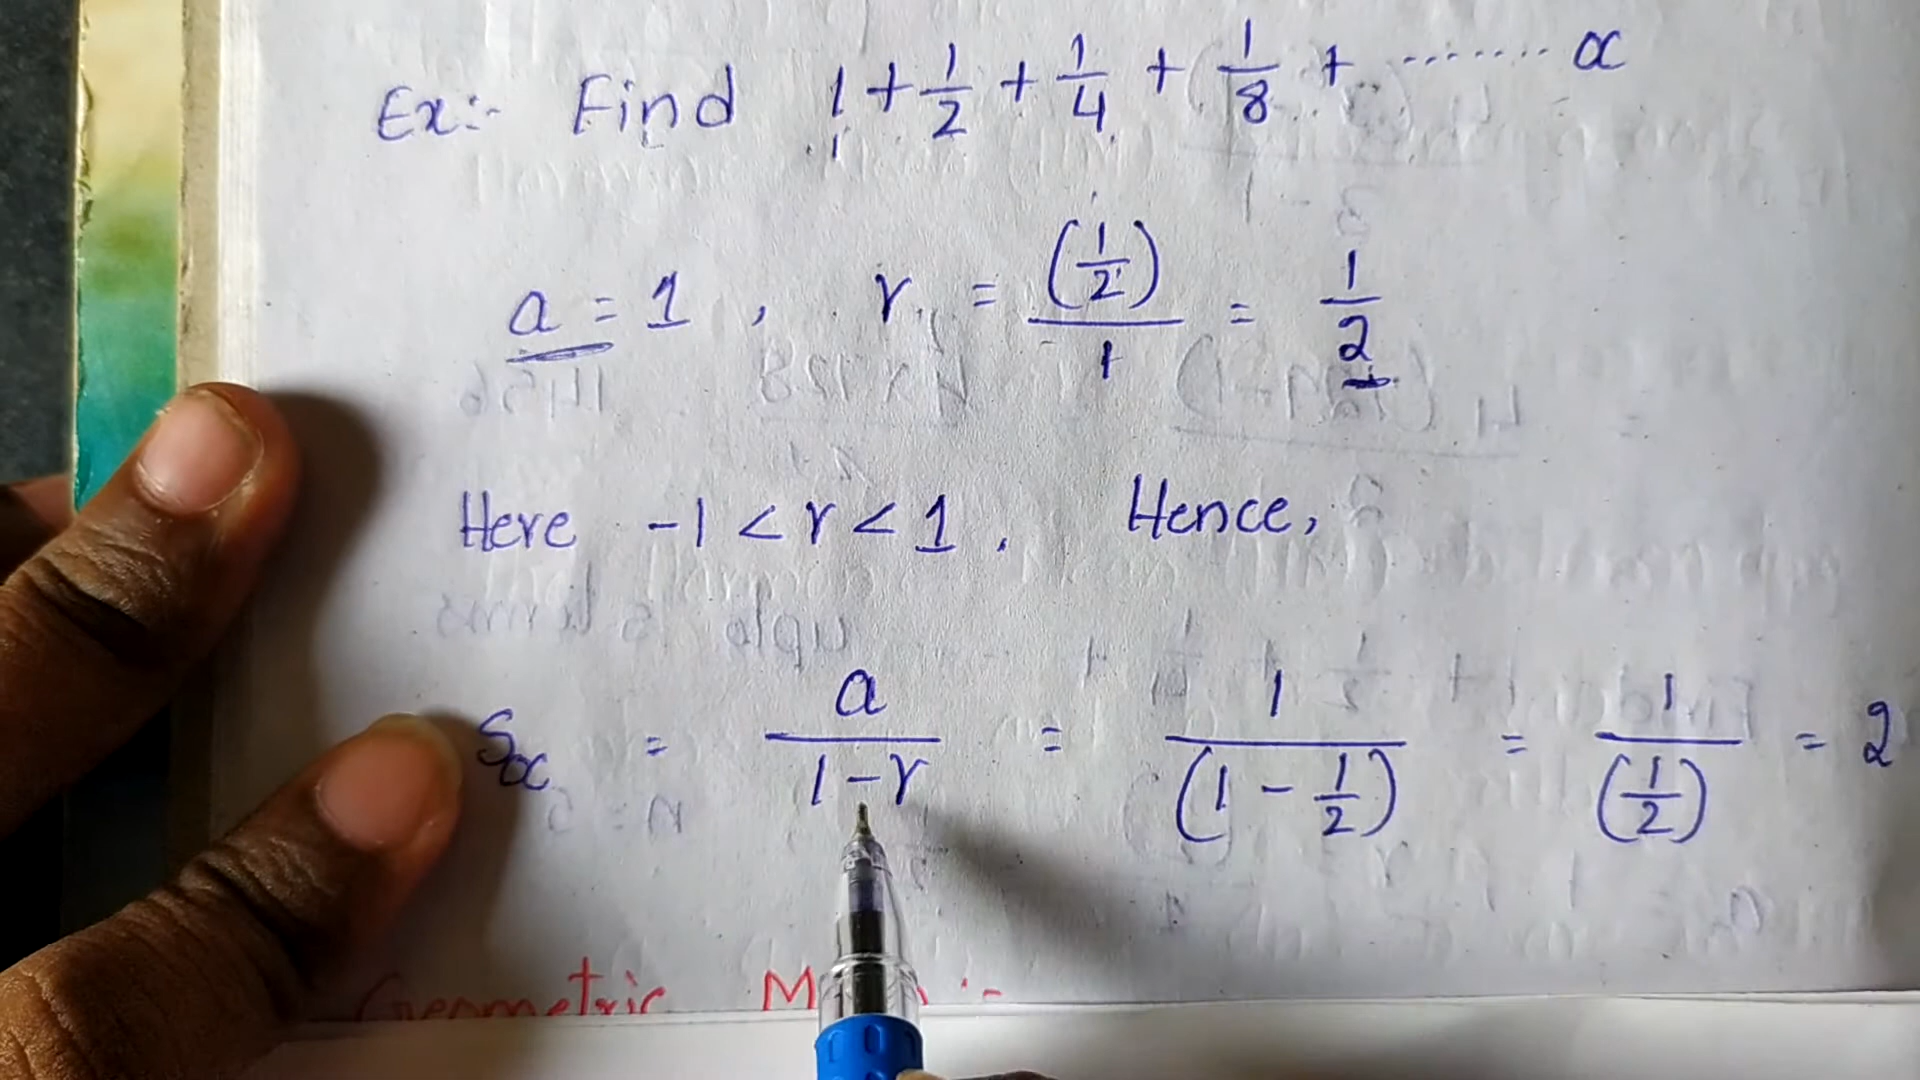 Ex:- Find 1 + 1/2 + 1/4 + 1/8 + ........ ∝
a = 1 , r = (1/2)/1 = 1/2
Here -1 < r < 1 . Hence,
S∝ = a/(1-r) = 1/(1 - 1/2) = 1/(1/2) = 2
Geometric